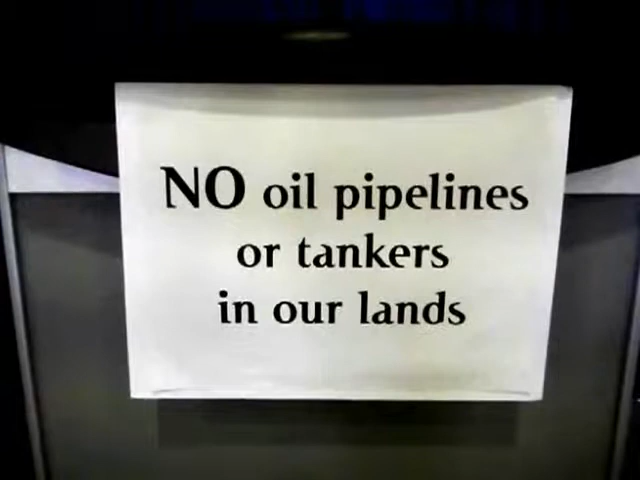 NO oil pipelines
or tankers
in our lands